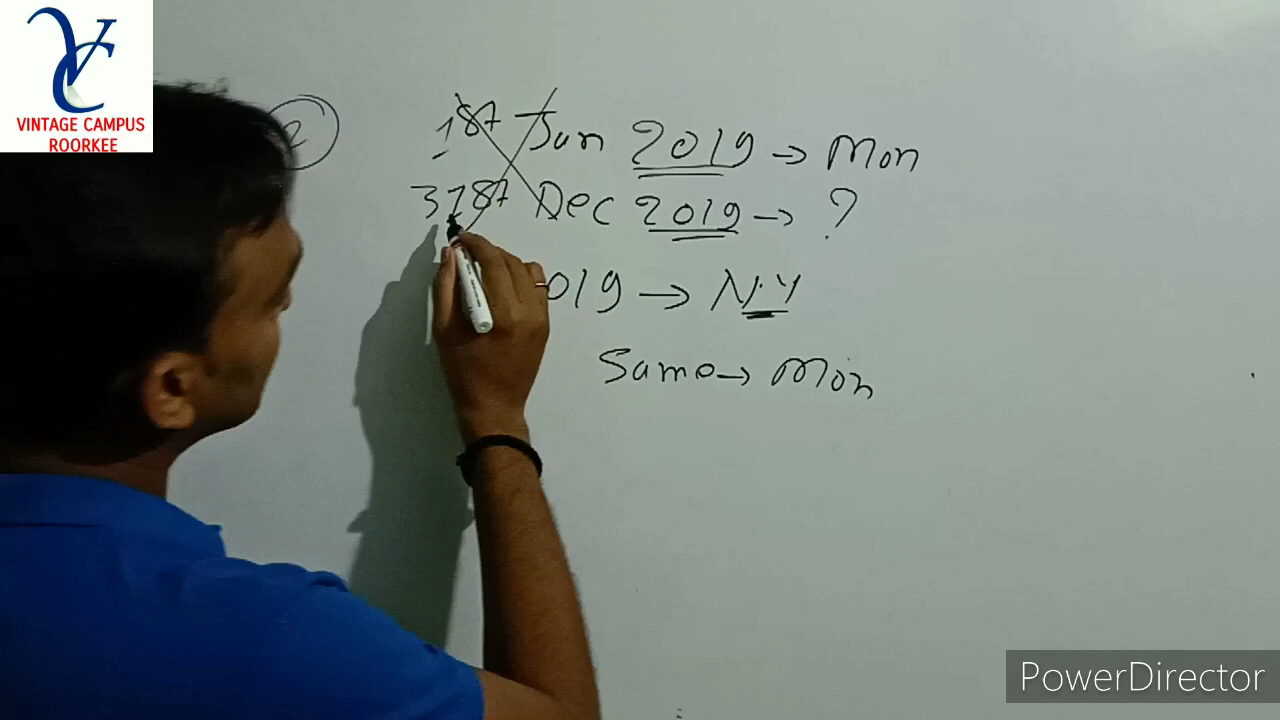 VINTAGE CAMPUS
ROORKEE
2
1st Jan 2019 → Mon
31st Dec 2019 → ?
019 → N.Y
Same → Mon
PowerDirector